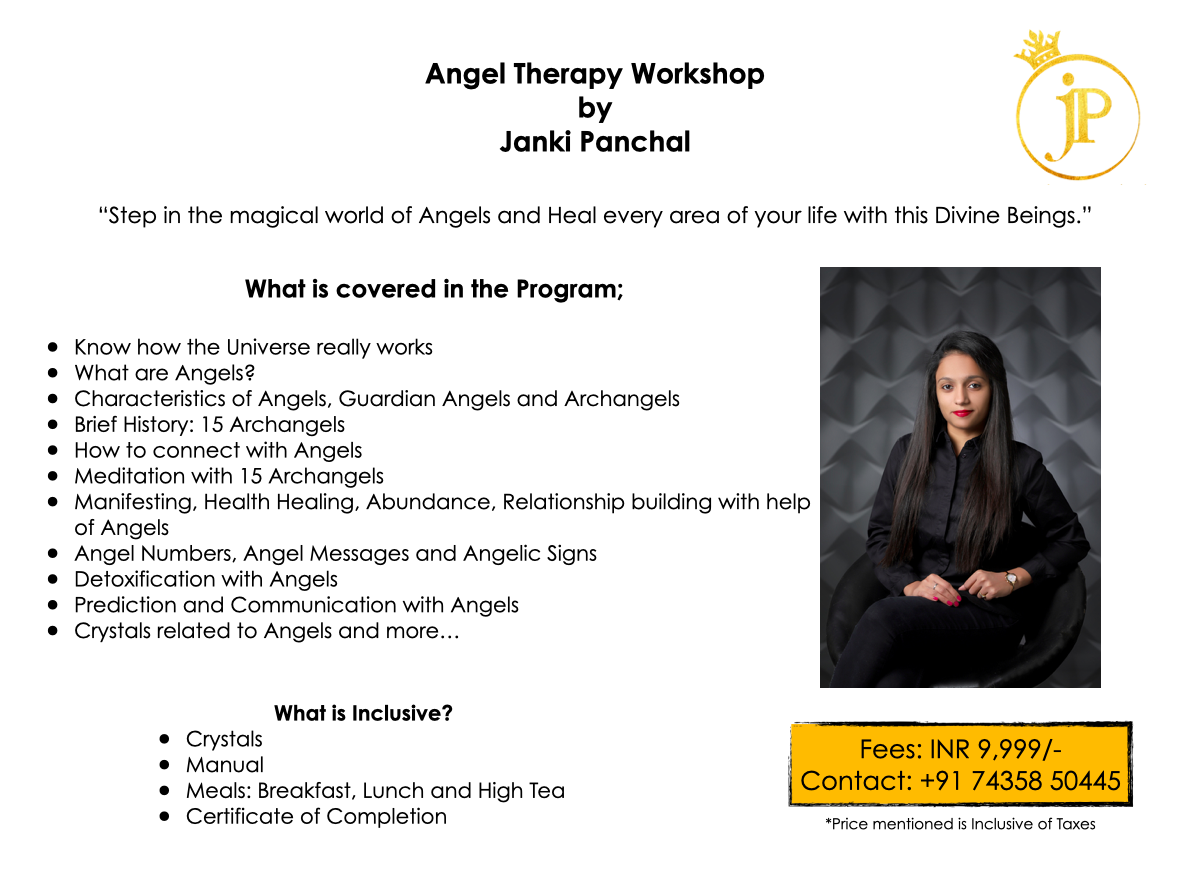 Angel Therapy Workshop
by
Janki Panchal
jP
“Step in the magical world of Angels and Heal every area of your life with this Divine Beings.”
What is covered in the Program;
● Know how the Universe really works
● What are Angels?
● Characteristics of Angels, Guardian Angels and Archangels
● Brief History: 15 Archangels
● How to connect with Angels
● Meditation with 15 Archangels
● Manifesting, Health Healing, Abundance, Relationship building with help
of Angels
● Angel Numbers, Angel Messages and Angelic Signs
● Detoxification with Angels
● Prediction and Communication with Angels
● Crystals related to Angels and more…
What is Inclusive?
● Crystals
● Manual
● Meals: Breakfast, Lunch and High Tea
● Certificate of Completion
Fees: INR 9,999/-
Contact: +91 74358 50445
*Price mentioned is Inclusive of Taxes